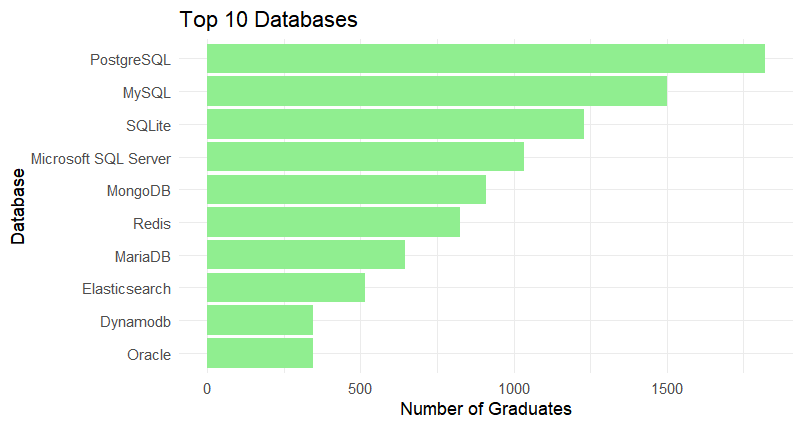 Top 10 Databases
Database
PostgreSQL
MySQL
SQLite
Microsoft SQL Server
MongoDB
Redis
MariaDB
Elasticsearch
Dynamodb
Oracle
0 500 1000 1500
Number of Graduates